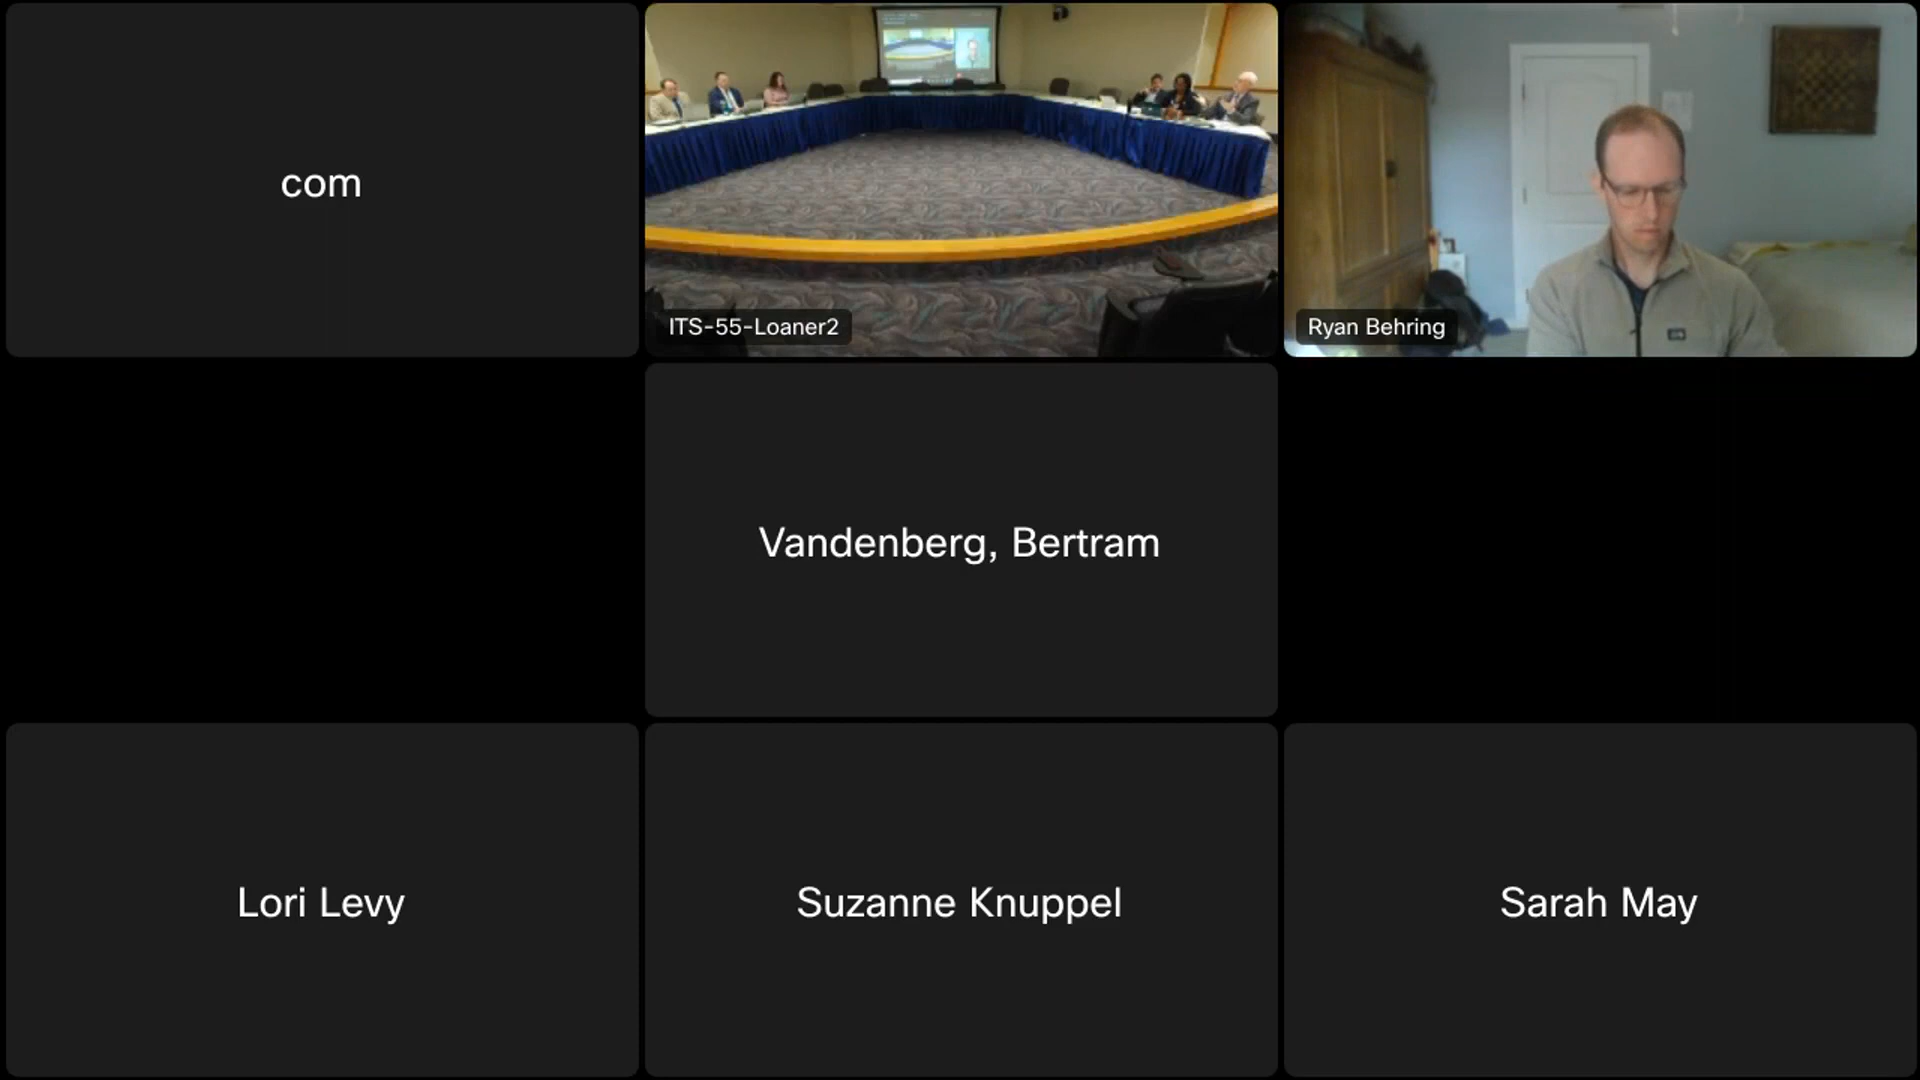 com
ITS-55-Loaner2
Ryan Behring
Vandenberg, Bertram
Lori Levy
Suzanne Knuppel
Sarah May